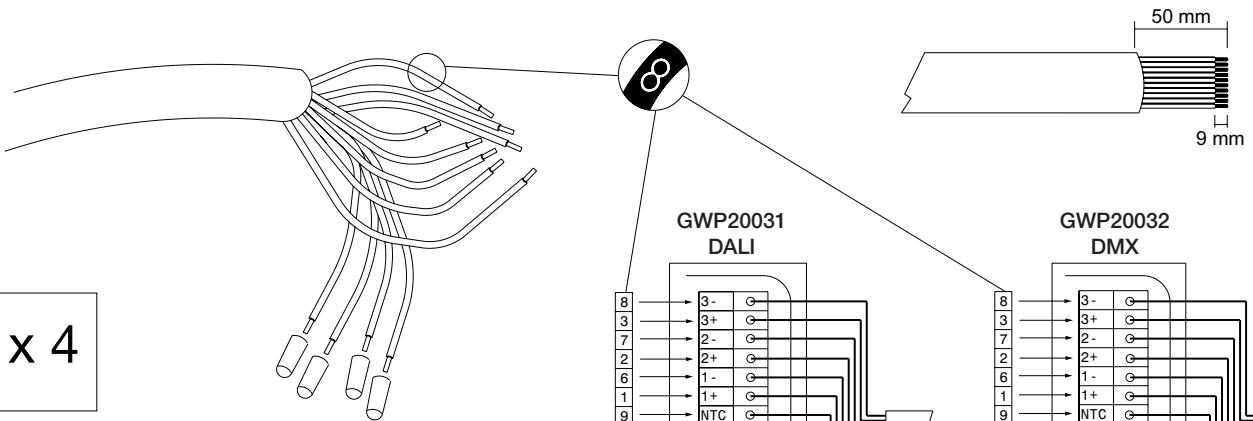 50 mm
8
9 mm
GWP20031
DALI
GWP20032
DMX
x 4
8 3 -
3 3+
7 2 -
2 2+
6 1 -
1 1+
9 NTC
8 3 -
3 3+
7 2 -
2 2+
6 1 -
1 1+
9 NTC